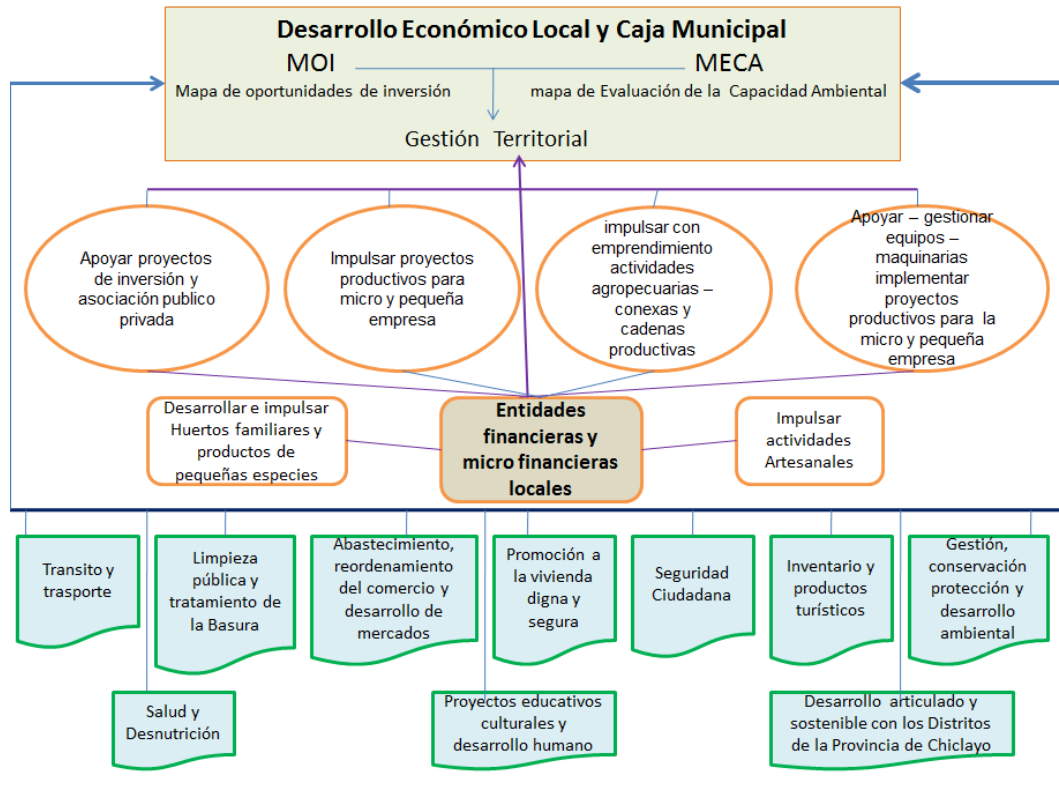 Desarrollo Económico Local y Caja Municipal
MOI
MECA
Mapa de oportunidades de inversión
mapa de Evaluación de la Capacidad Ambiental
Gestión Territorial
Apoyar proyectos
de inversión y
asociación publico
privada
Impulsar proyectos
productivos para
micro y pequeña
empresa
impulsar con
emprendimiento
actividades
agropecuarias –
conexas y
cadenas
productivas
Apoyar – gestionar
equipos –
maquinarias
implementar
proyectos
productivos para la
micro y pequeña
empresa
Desarrollar e impulsar
Huertos familiares y
productos de
pequeñas especies
Entidades
financieras y
micro financieras
locales
Impulsar
actividades
Artesanales
Transito y
trasporte
Limpieza
pública y
tratamiento de
la Basura
Abastecimiento,
reordenamiento
del comercio y
desarrollo de
mercados
Promoción a
la vivienda
digna y
segura
Seguridad
Ciudadana
Inventario y
productos
turísticos
Gestión,
conservación
protección y
desarrollo
ambiental
Salud y
Desnutrición
Proyectos educativos
culturales y
desarrollo humano
Desarrollo articulado y
sostenible con los Distritos
de la Provincia de Chiclayo